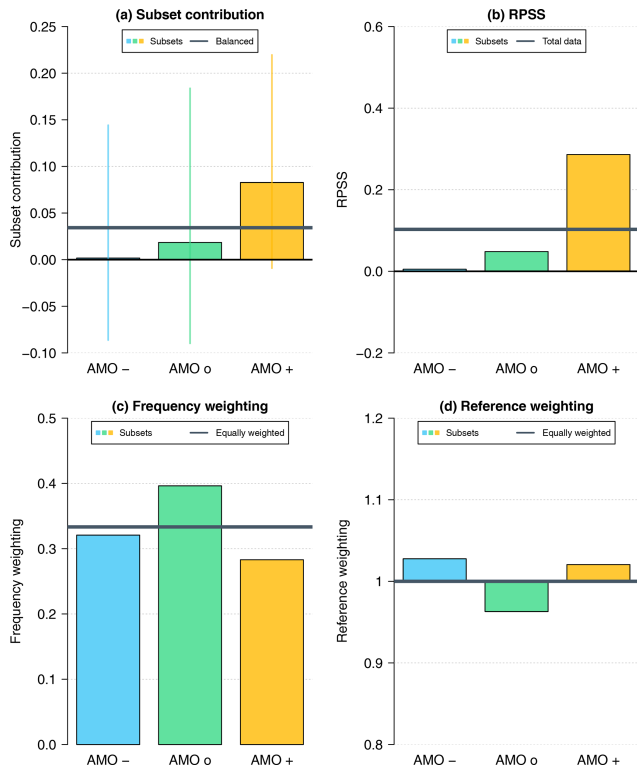 (a) Subset contribution
Subsets
Balanced
Subset contribution
0.25
0.20
0.15
0.10
0.05
0.00
−0.05
−0.10
AMO −
AMO o
AMO +
(b) RPSS
Subsets
Total data
RPSS
0.6
0.4
0.2
0.0
−0.2
AMO −
AMO o
AMO +
(c) Frequency weighting
Subsets
Equally weighted
Frequency weighting
0.5
0.4
0.3
0.2
0.1
0.0
AMO −
AMO o
AMO +
(d) Reference weighting
Subsets
Equally weighted
Reference weighting
1.2
1.1
1
0.9
0.8
AMO −
AMO o
AMO +